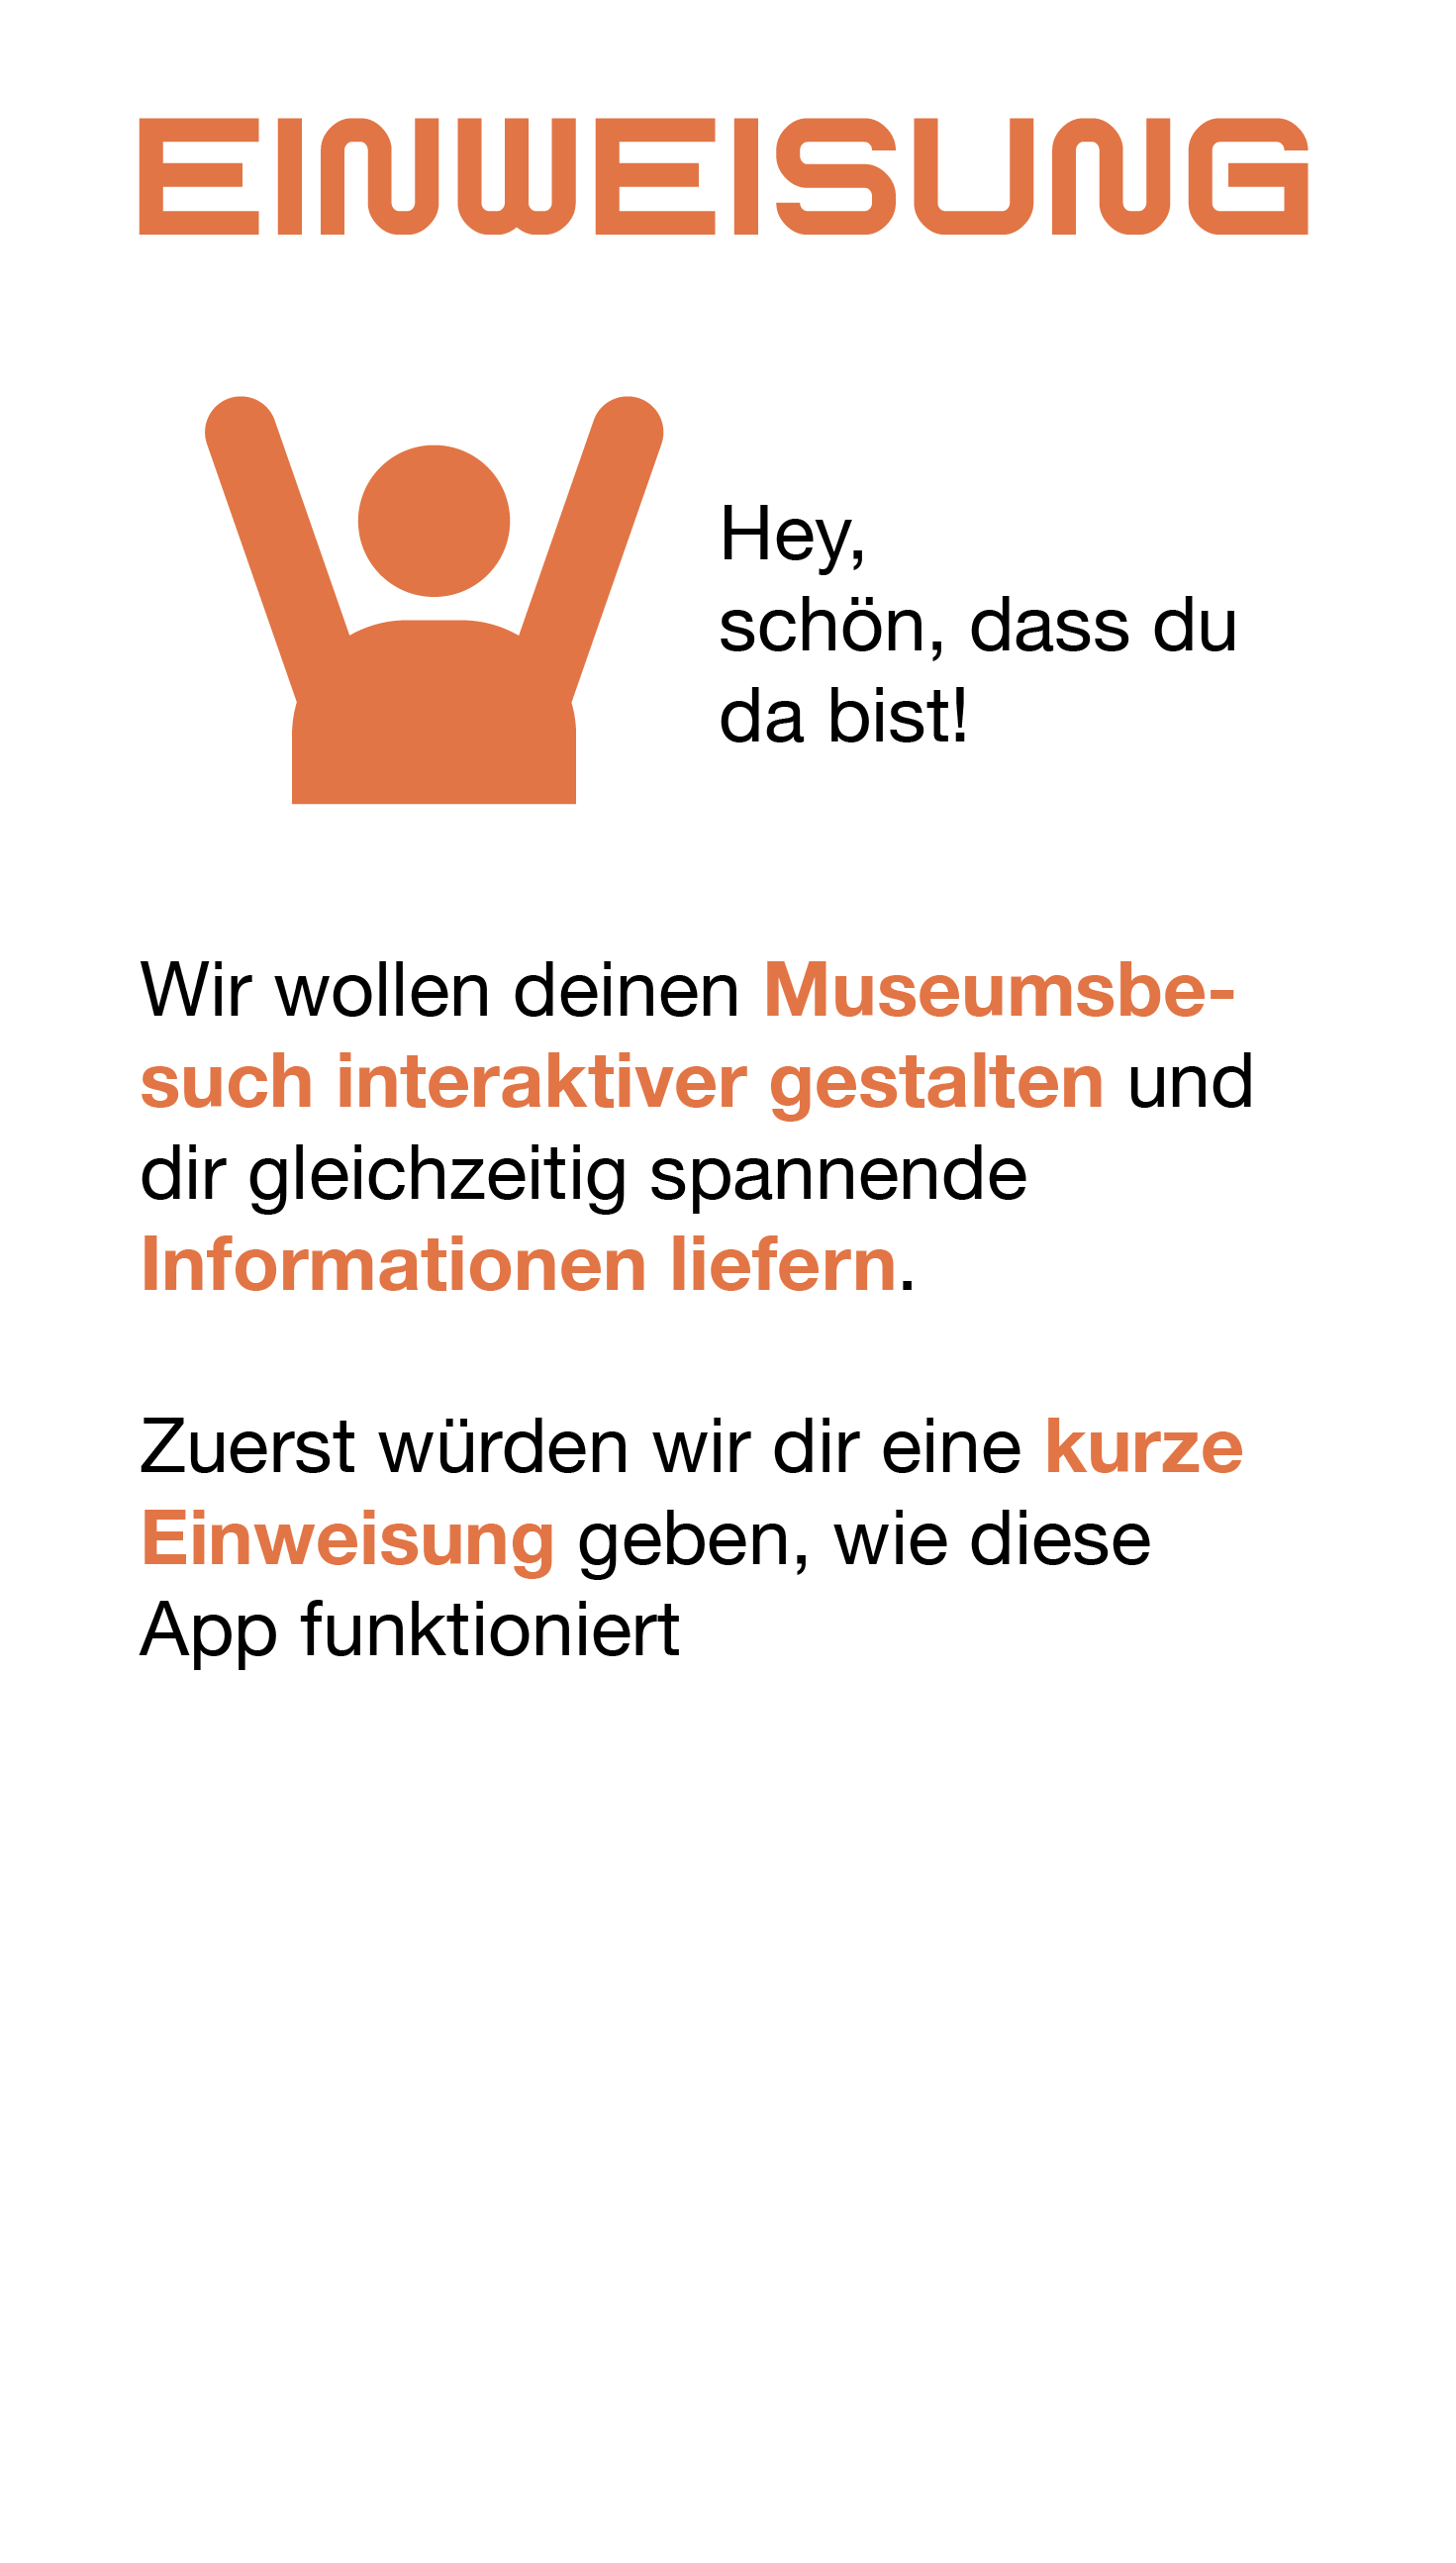 EINWEISUNG
Hey,
schön, dass du
da bist!
Wir wollen deinen Museumsbe-
such interaktiver gestalten und
dir gleichzeitig spannende
Informationen liefern.
Zuerst würden wir dir eine kurze
Einweisung geben, wie diese
App funktioniert